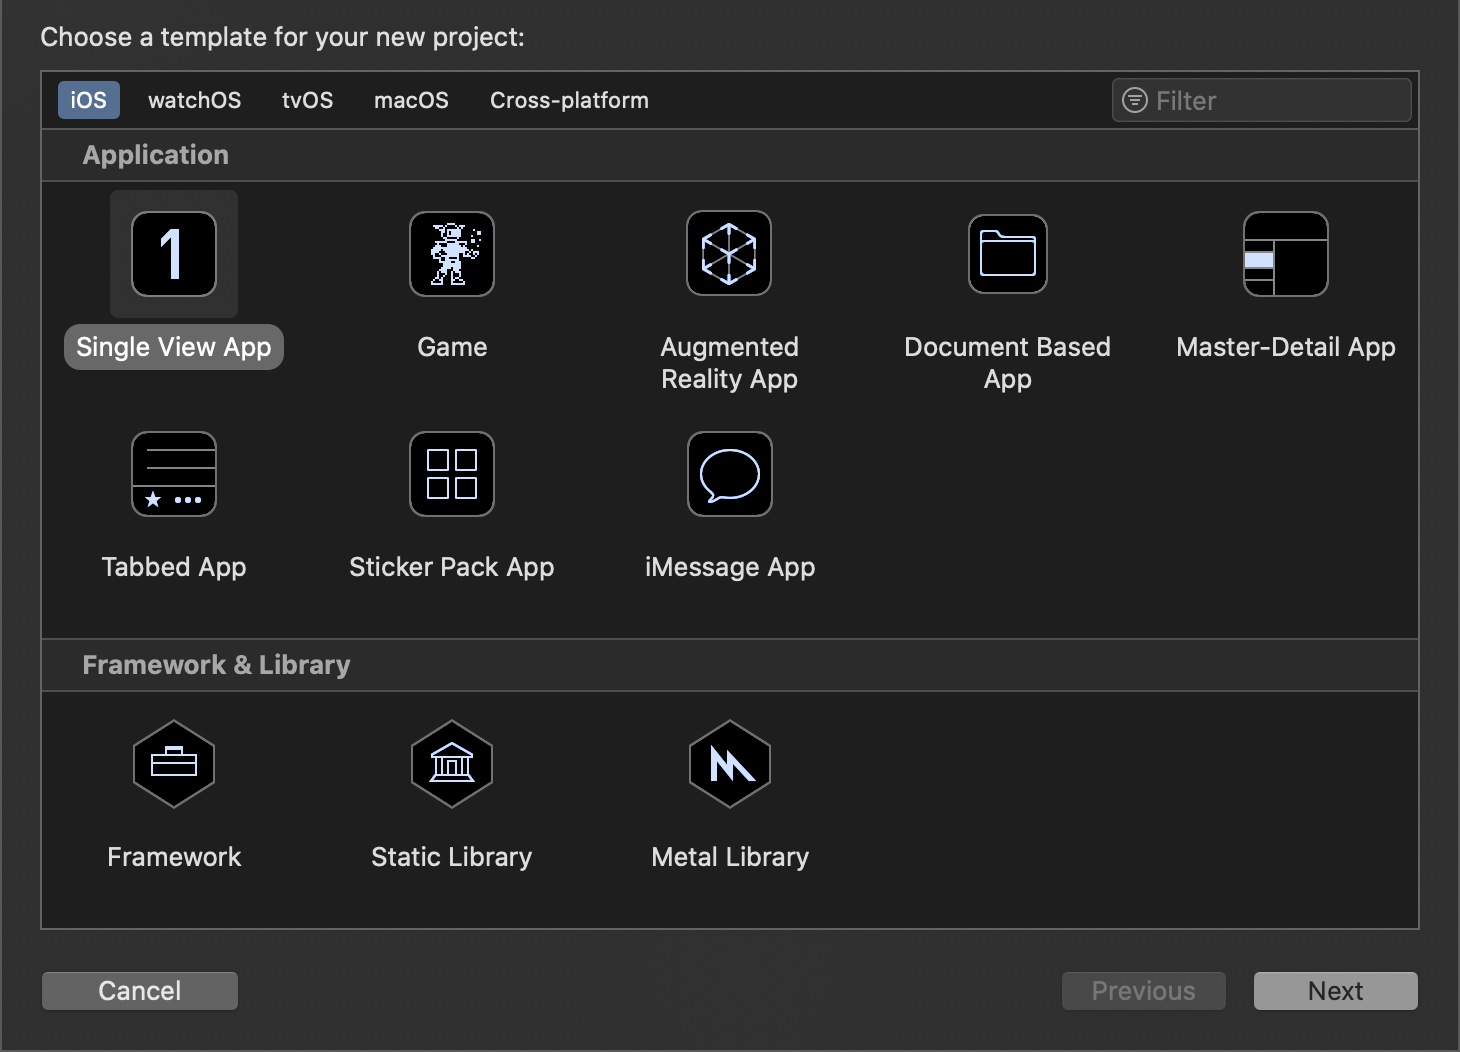 Choose a template for your new project:
iOS watchOS tvOS macOS Cross-platform Filter
Application
1
Single View App Game Augmented Reality App Document Based App Master-Detail App
Tabbed App Sticker Pack App iMessage App
Framework & Library
Framework Static Library Metal Library
Cancel Previous Next